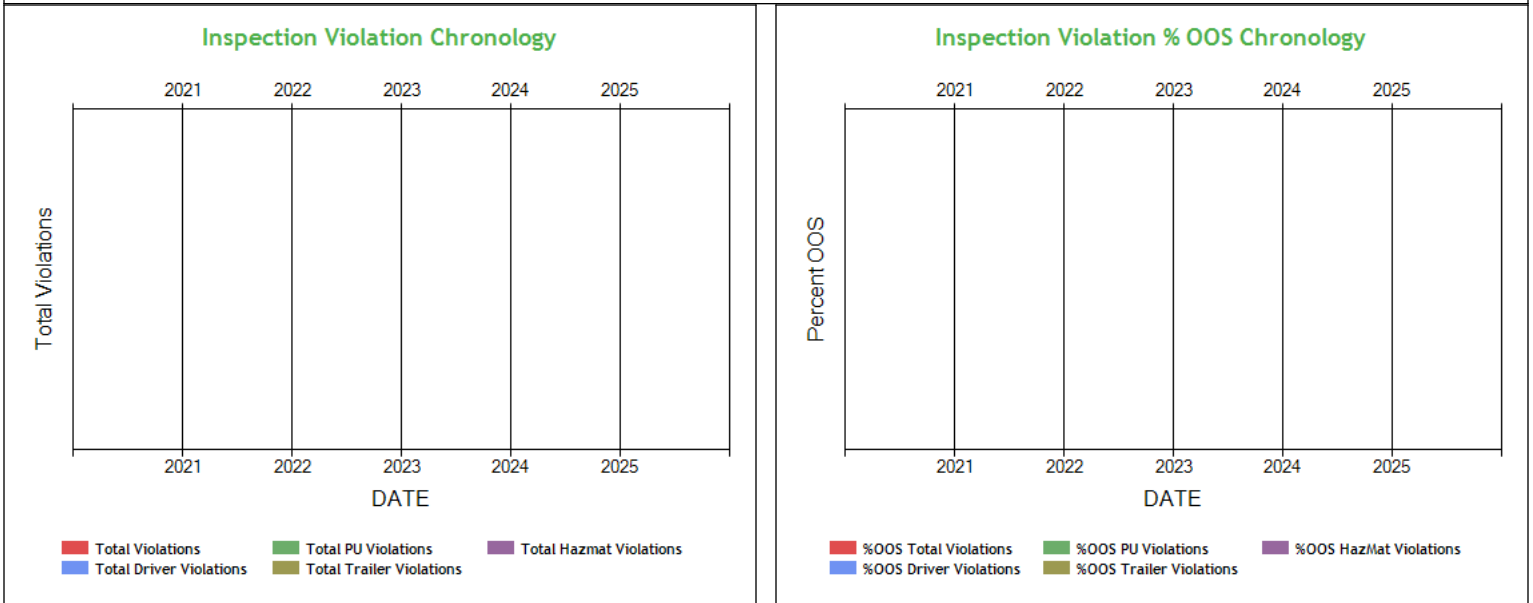 Inspection Violation Chronology
2021 2022 2023 2024 2025
Total Violations
2021 2022 2023 2024 2025
DATE
Total Violations Total PU Violations Total Hazmat Violations
Total Driver Violations Total Trailer Violations
Inspection Violation % OOS Chronology
2021 2022 2023 2024 2025
Percent OOS
2021 2022 2023 2024 2025
DATE
%OOS Total Violations %OOS PU Violations %OOS HazMat Violations
%OOS Driver Violations %OOS Trailer Violations